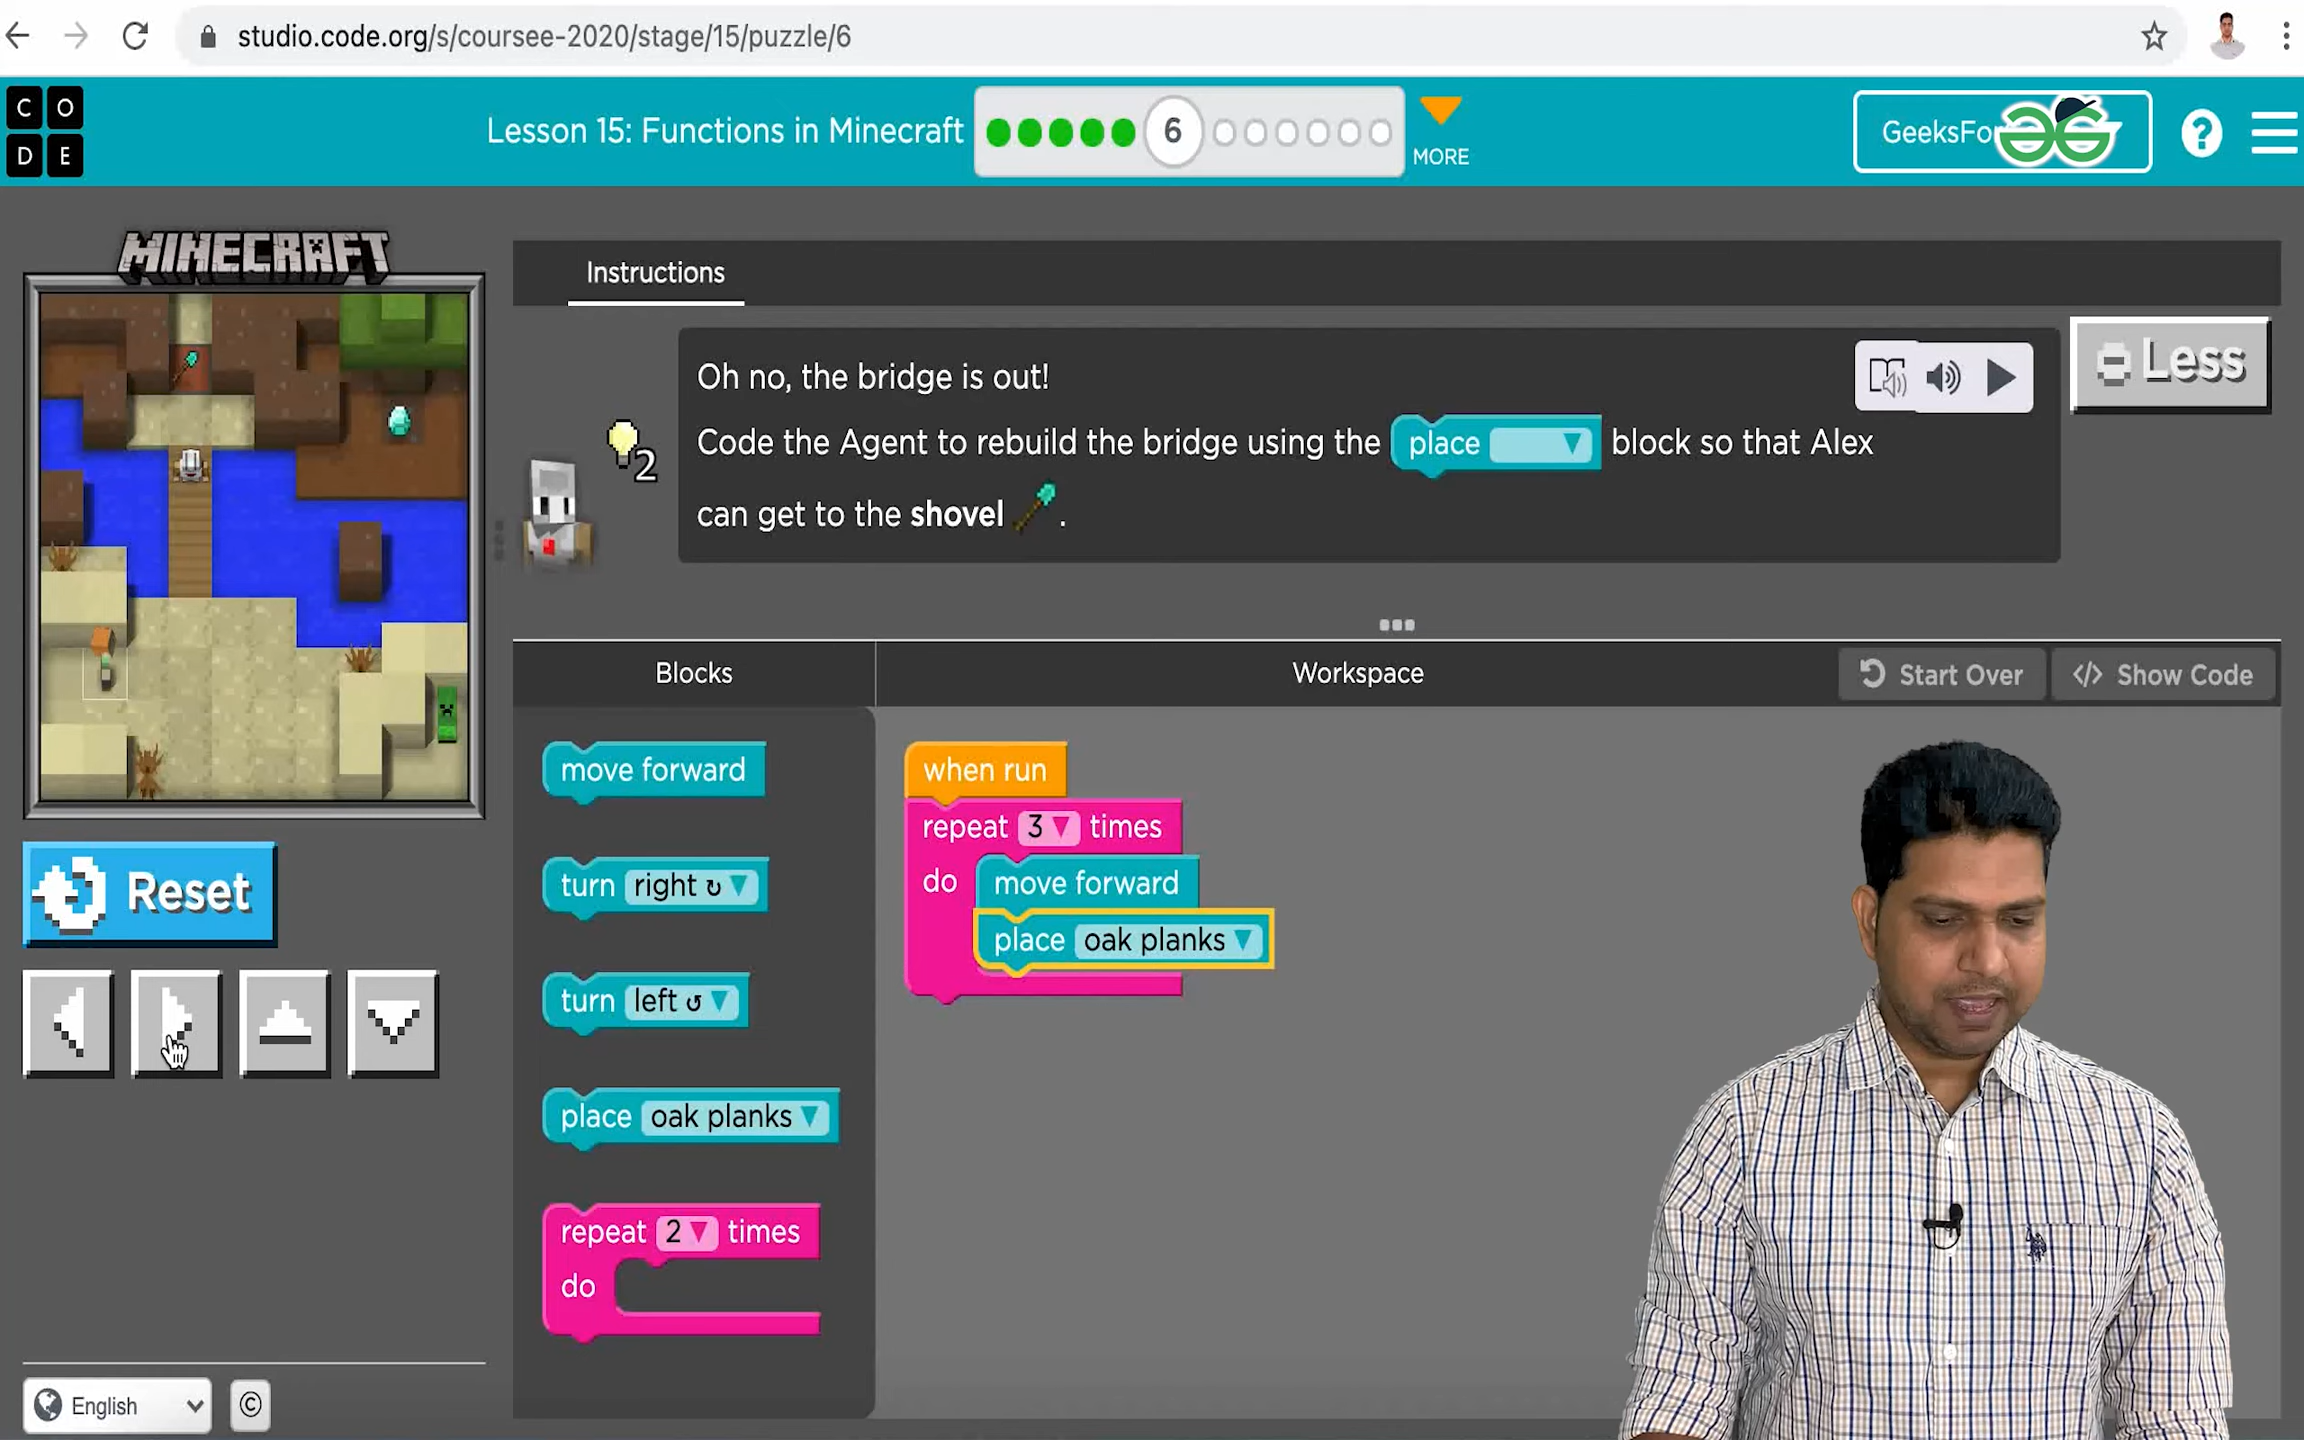 studio.code.org/s/coursee-2020/stage/15/puzzle/6
C O
D E
Lesson 15: Functions in Minecraft
6
MORE
GeeksFo
?
MINECRAFT
Instructions
Less
Oh no, the bridge is out!
2
Code the Agent to rebuild the bridge using the place block so that Alex
can get to the shovel .
Blocks
Workspace
Start Over
</> Show Code
move forward
when run
repeat 3 times
turn right
do move forward
Reset
place oak planks
turn left
place oak planks
repeat 2 times
do
English
©